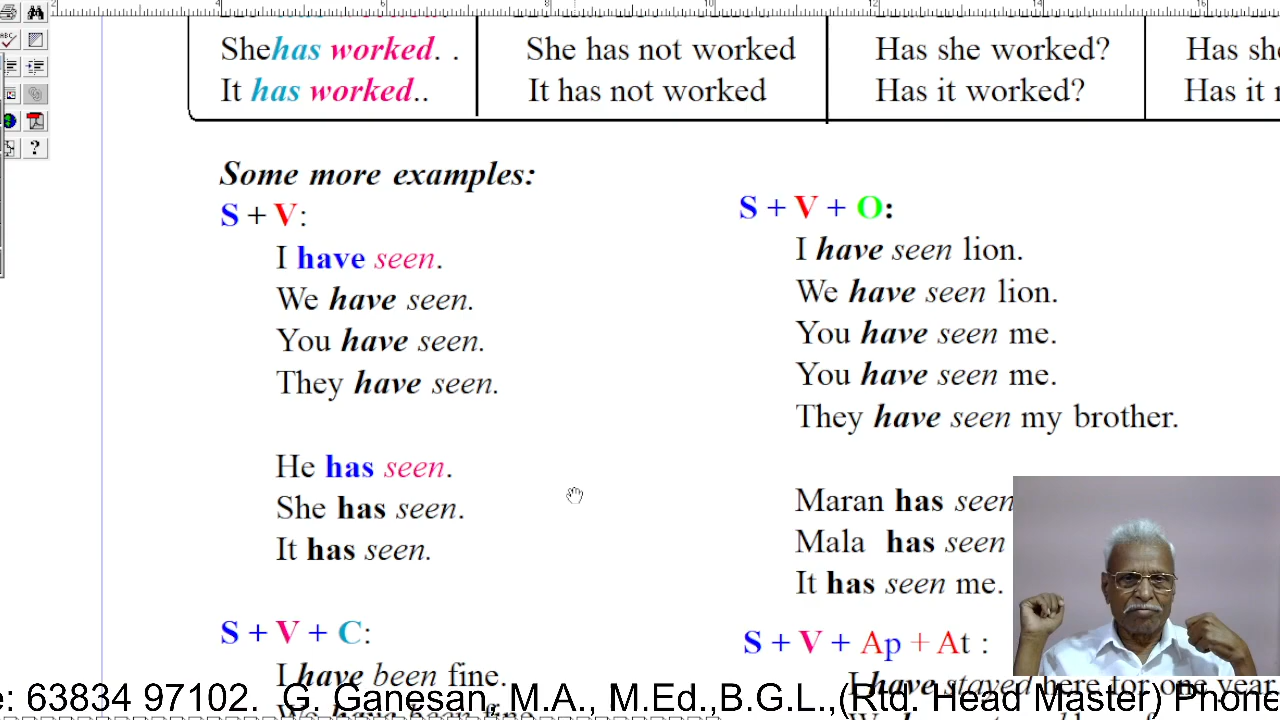 She has worked. .
It has worked..
She has not worked
It has not worked
Has she worked?
Has it worked?
Has
Has it
Some more examples:
S + V:
I have seen.
We have seen.
You have seen.
They have seen.
He has seen.
She has seen.
It has seen.
S + V + C:
I have been fine.
We have been fine
S + V + O:
I have seen lion.
We have seen lion.
You have seen me.
You have seen me.
They have seen my brother.
Maran has seen
Mala has seen
It has seen me.
S + V + Ap + At :
I have stayed here for one year
e: 63834 97102. G. Ganesan, M.A., M.Ed.,B.G.L.,(Rtd. Head Master) Phone